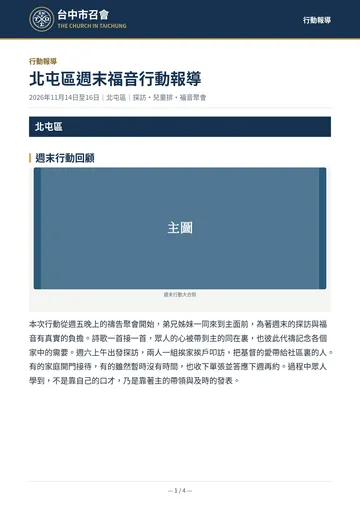 台中市召會
THE CHURCH IN TAICHUNG
行動報導
行動報導
北屯區週末福音行動報導
2026年11月14日至16日｜北屯區｜探訪・兒童排・福音聚會
北屯區
週末行動回顧
主圖
週末行動大合照
本次行動從週五晚上的禱告聚會開始，弟兄姊妹一同來到主面前，為著週末的探訪與福
音有真實的負擔。詩歌一首接一首，眾人的心被帶到主的同在裏，也彼此代禱記念各個
家中的需要。週六上午出發探訪，兩人一組挨家挨戶叩訪，把基督的愛帶給社區裏的人。
有的家庭開門接待，有的雖然暫時沒有時間，也收下單張並答應下週再約。過程中眾人
學到，不是靠自己的口才，乃是靠著主的帶領與及時的發表。
— 1 / 4 —